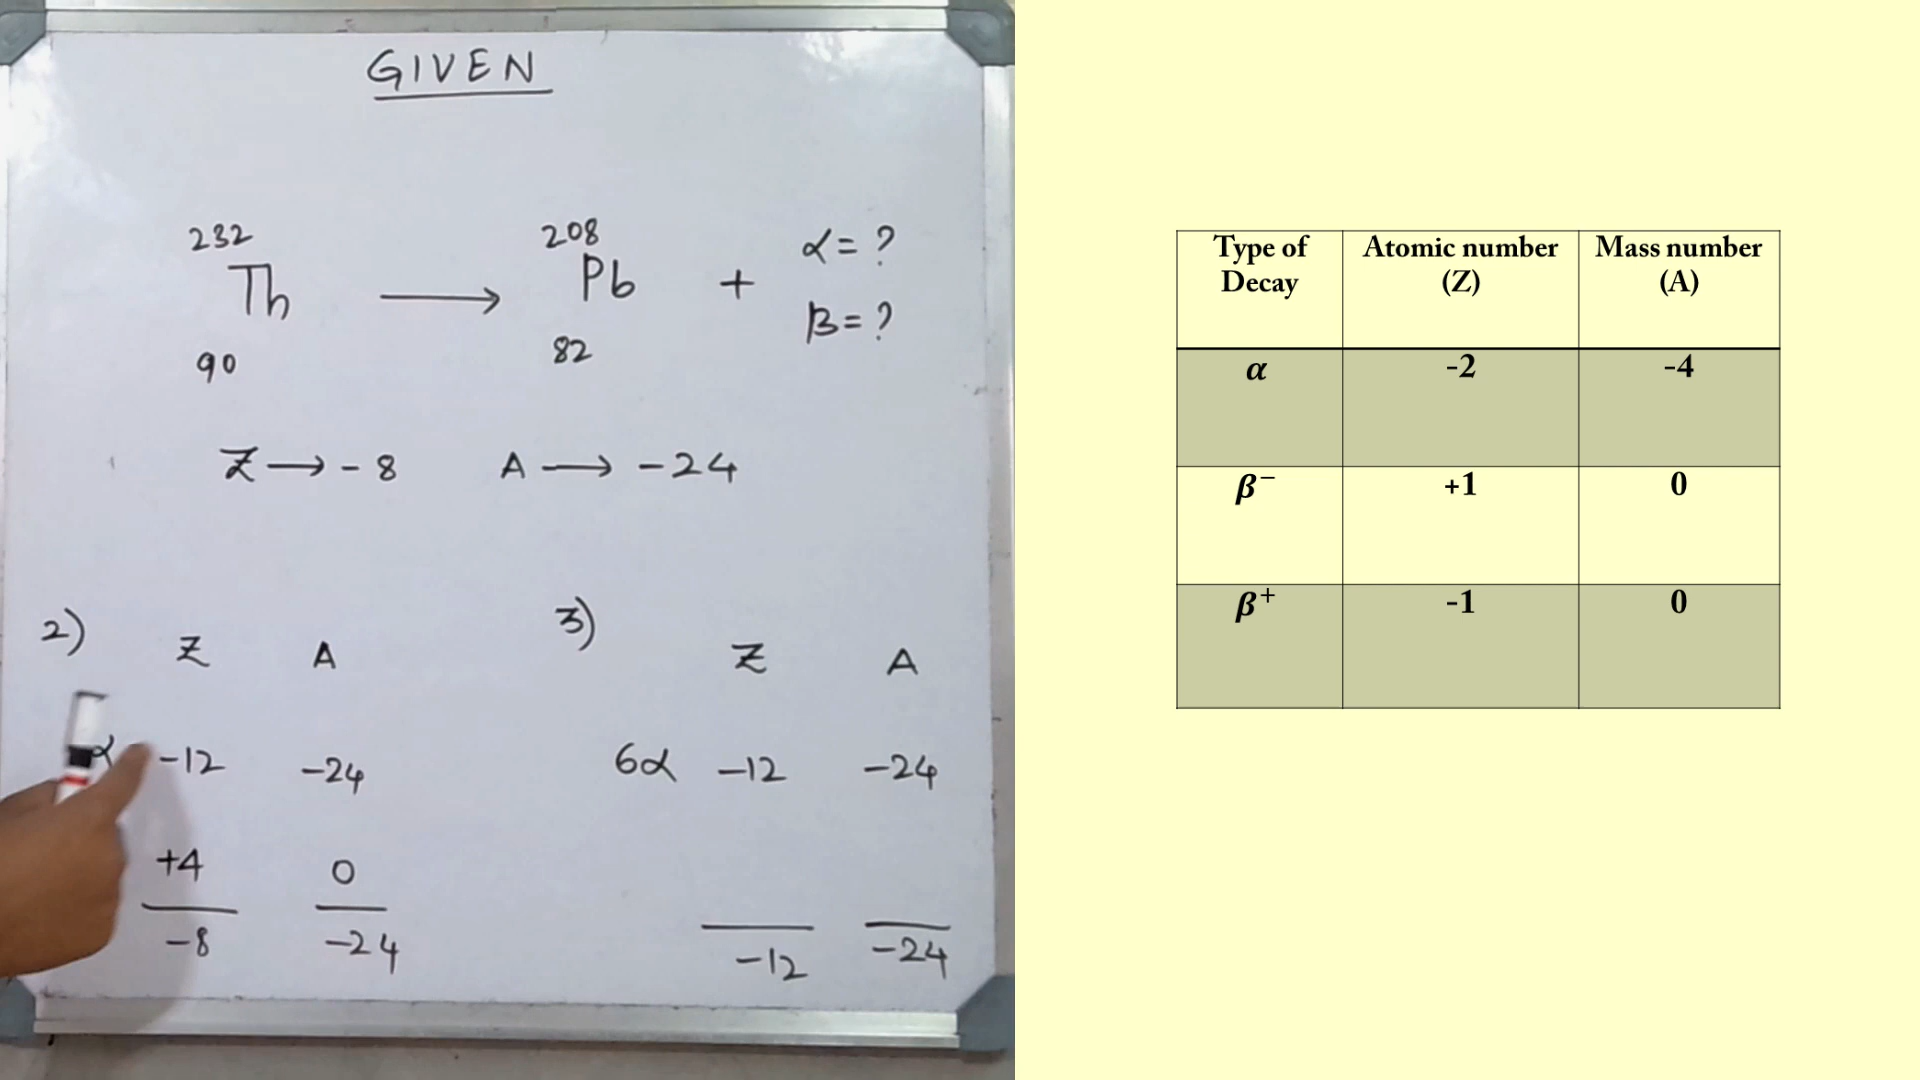 GIVEN
232
Th
90
⟶
208
Pb
82
+
α = ?
β = ?
Z ⟶ - 8
A ⟶ -24
2)
Z A
α -12 -24
+4 0
-8 -24
3)
Z A
6α -12 -24
-12 -24
Type of Decay
Atomic number (Z)
Mass number (A)
α -2 -4
β⁻ +1 0
β⁺ -1 0